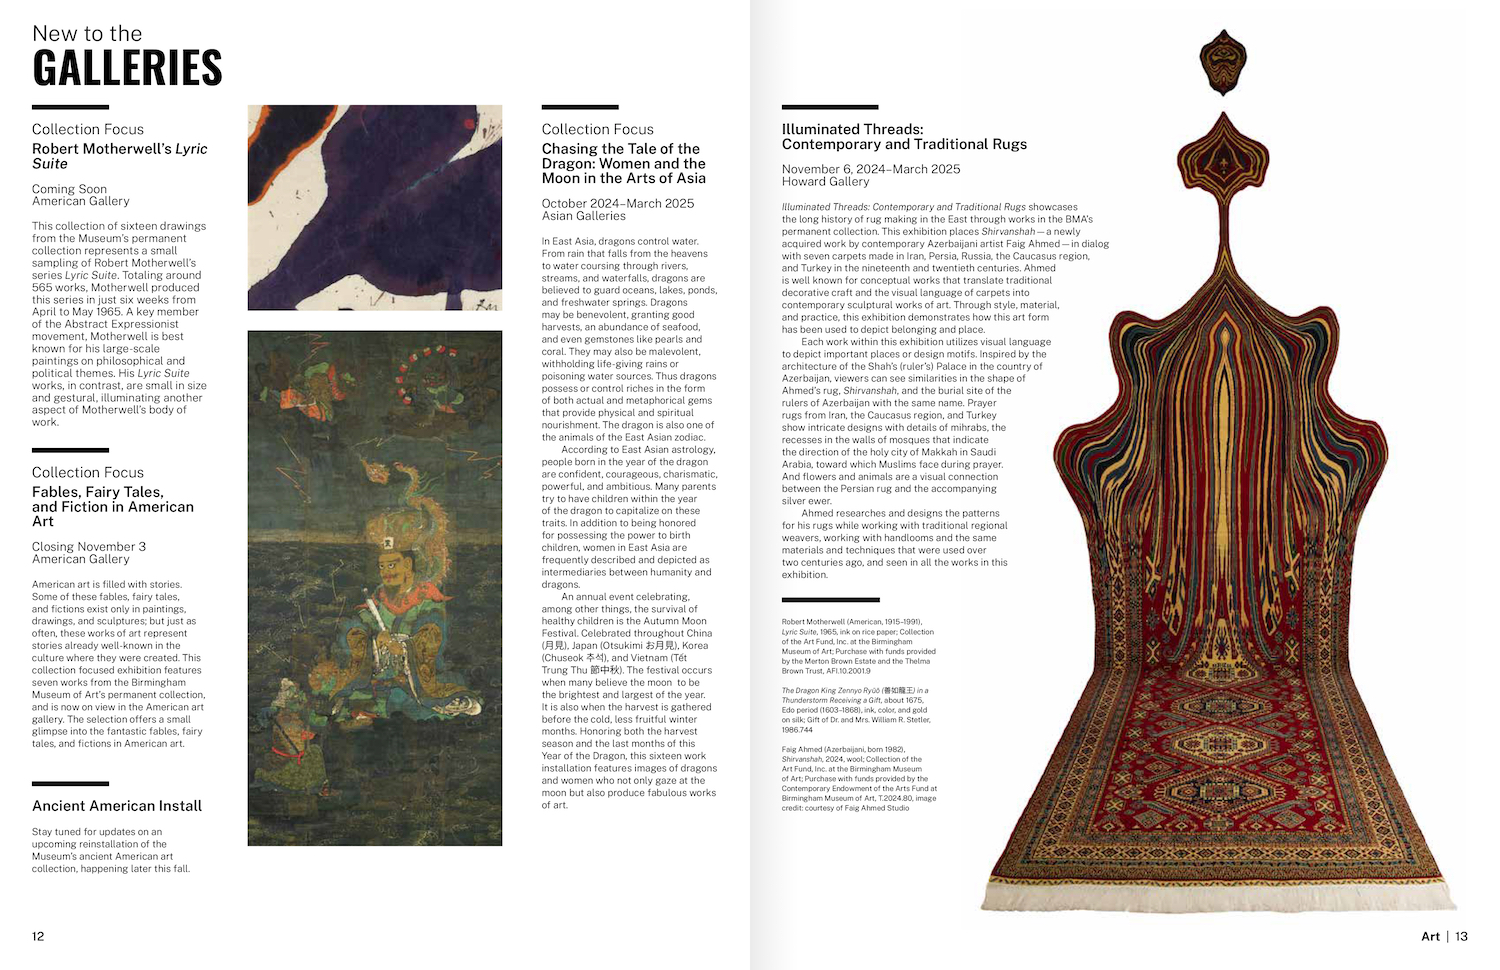 New to the
GALLERIES
Collection Focus
Robert Motherwell's Lyric
Suite
Coming Soon
American Gallery
This collection of sixteen drawings
from the Museum's permanent
collection represents a small
sampling of Robert Motherwell's
series Lyric Suite. Totaling around
565 works, Motherwell produced
this series in just six weeks from
April to May 1965. A key member
of the Abstract Expressionist
movement, Motherwell is best
known for his large-scale
paintings on philosophical and
political themes. His Lyric Suite
works, in contrast, are small in size
and gestural, illuminating another
aspect of Motherwell's body of
work.
Collection Focus
Fables, Fairy Tales,
and Fiction in American
Art
Closing November 3
American Gallery
American art is filled with stories.
Some of these fables, fairy tales,
and fictions exist only in paintings,
drawings, and sculptures; but just as
often, these works of art represent
stories already well-known in the
culture where they were created. This
collection focused exhibition features
seven works from the Birmingham
Museum of Art's permanent collection,
and is now on view in the American art
gallery. The selection offers a small
glimpse into the fantastic fables, fairy
tales, and fictions in American art.
Ancient American Install
Stay tuned for updates on an
upcoming reinstallation of the
Museum's ancient American art
collection, happening later this fall.
12
Collection Focus
Chasing the Tale of the
Dragon: Women and the
Moon in the Arts of Asia
October 2024–March 2025
Asian Galleries
In East Asia, dragons control water.
From rain that falls from the heavens
to water coursing through rivers,
streams, and waterfalls, dragons are
believed to guard oceans, lakes, ponds,
and freshwater springs. Dragons
may be benevolent, granting good
harvests, an abundance of seafood,
and even gemstones like pearls and
coral. They may also be malevolent,
withholding life-giving rains or
poisoning water sources. Thus dragons
possess or control riches in the form
of both actual and metaphorical gems
that provide physical and spiritual
nourishment. The dragon is also one of
the animals of the East Asian zodiac.
According to East Asian astrology,
people born in the year of the dragon
are confident, courageous, charismatic,
powerful, and ambitious. Many parents
try to have children within the year
of the dragon to capitalize on these
traits. In addition to being honored
for possessing the power to birth
children, women in East Asia are
frequently described and depicted as
intermediaries between humanity and
dragons.
An annual event celebrating,
among other things, the survival of
healthy children is the Autumn Moon
Festival. Celebrated throughout China
(月見), Japan (Otsukimi お月見), Korea
(Chuseok 추석), and Vietnam (Tết
Trung Thu 節中秋). The festival occurs
when many believe the moon to be
the brightest and largest of the year.
It is also when the harvest is gathered
before the cold, less fruitful winter
months. Honoring both the harvest
season and the last months of this
Year of the Dragon, this sixteen work
installation features images of dragons
and women who not only gaze at the
moon but also produce fabulous works
of art.
Illuminated Threads:
Contemporary and Traditional Rugs
November 6, 2024–March 2025
Howard Gallery
Illuminated Threads: Contemporary and Traditional Rugs showcases
the long history of rug making in the East through works in the BMA's
permanent collection. This exhibition places Shirvanshah — a newly
acquired work by contemporary Azerbaijani artist Faig Ahmed — in dialog
with seven carpets made in Iran, Persia, Russia, the Caucasus region,
and Turkey in the nineteenth and twentieth centuries. Ahmed
is well known for conceptual works that translate traditional
decorative craft and the visual language of carpets into
contemporary sculptural works of art. Through style, material,
and practice, this exhibition demonstrates how this art form
has been used to depict belonging and place.
Each work within this exhibition utilizes visual language
to depict important places or design motifs. Inspired by the
architecture of the Shah's (ruler's) Palace in the country of
Azerbaijan, viewers can see similarities in the shape of
Ahmed's rug, Shirvanshah, and the burial site of the
rulers of Azerbaijan with the same name. Prayer
rugs from Iran, the Caucasus region, and Turkey
show intricate designs with details of mihrabs, the
recesses in the walls of mosques that indicate
the direction of the holy city of Makkah in Saudi
Arabia, toward which Muslims face during prayer.
And flowers and animals are a visual connection
between the Persian rug and the accompanying
silver ewer.
Ahmed researches and designs the patterns
for his rugs while working with traditional regional
weavers, working with handlooms and the same
materials and techniques that were used over
two centuries ago, and seen in all the works in this
exhibition.
Robert Motherwell (American, 1915–1991),
Lyric Suite, 1965, ink on rice paper; Collection
of the Art Fund, Inc. at the Birmingham
Museum of Art; Purchase with funds provided
by the Merton Brown Estate and the Thelma
Brown Trust, AFI.10.2001.9
The Dragon King Zennyo Ryūō (善如龍王) in a
Thunderstorm Receiving a Gift, about 1675,
Edo period (1603–1868), ink, color, and gold
on silk; Gift of Dr. and Mrs. William R. Stetler,
1986.744
Faig Ahmed (Azerbaijani, born 1982),
Shirvanshah, 2024, wool; Collection of the
Art Fund, Inc. at the Birmingham Museum
of Art; Purchase with funds provided by the
Contemporary Endowment of the Arts Fund at
Birmingham Museum of Art, T.2024.80, image
credit: courtesy of Faig Ahmed Studio
Art | 13